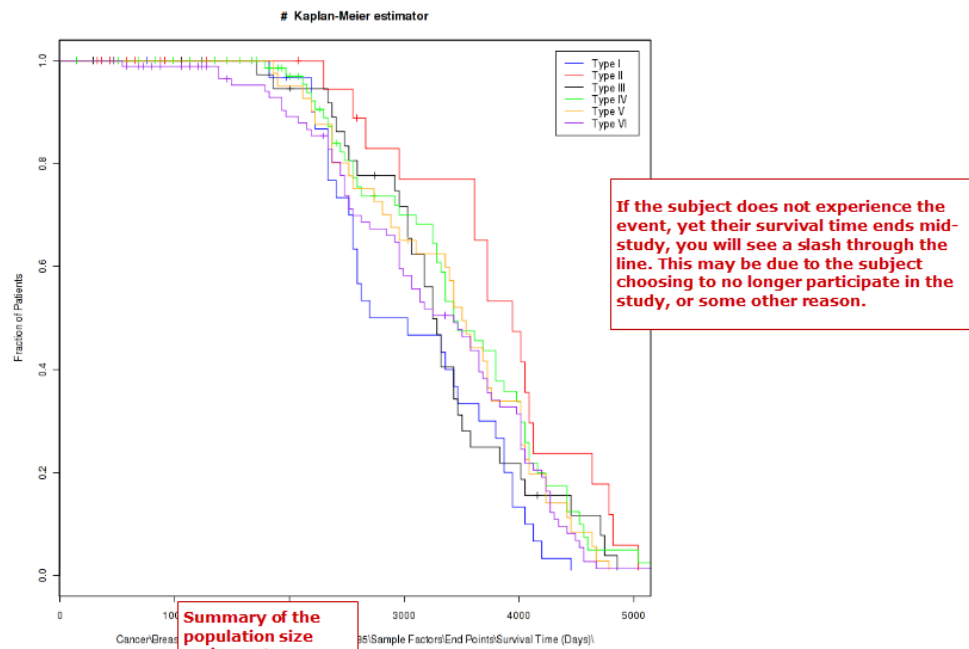 # Kaplan-Meier estimator
Type I
Type II
Type III
Type IV
Type V
Type VI
1.0
0.8
0.6
0.4
0.2
0.0
Fraction of Patients
If the subject does not experience the
event, yet their survival time ends mid-
study, you will see a slash through the
line. This may be due to the subject
choosing to no longer participate in the
study, or some other reason.
0
3000
4000
5000
Summary of the
population size
Sample Factors\End Points\Survival Time (Days)\